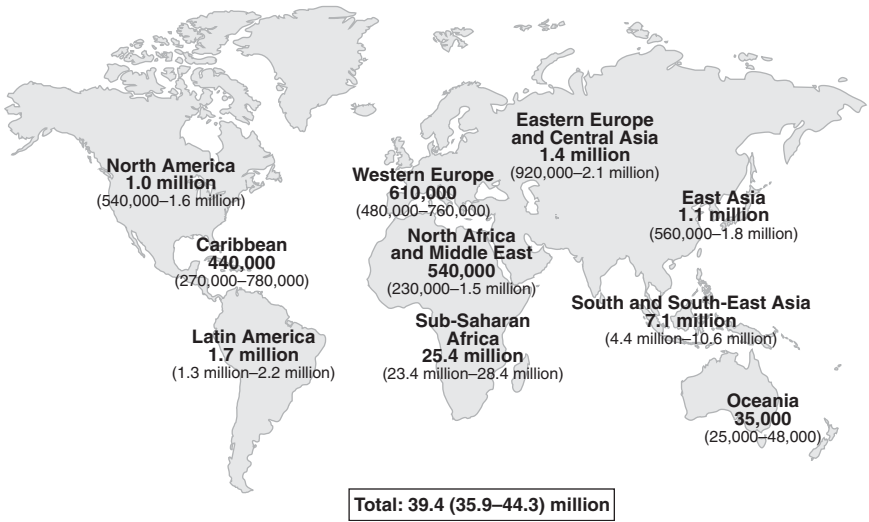 Eastern Europe
and Central Asia
1.4 million
(920,000–2.1 million)
North America
1.0 million
(540,000–1.6 million)
Western Europe
610,000
(480,000–760,000)
East Asia
1.1 million
(560,000–1.8 million)
Caribbean
440,000
(270,000–780,000)
North Africa
and Middle East
540,000
(230,000–1.5 million)
South and South-East Asia
7.1 million
(4.4 million–10.6 million)
Latin America
1.7 million
(1.3 million–2.2 million)
Sub-Saharan
Africa
25.4 million
(23.4 million–28.4 million)
Oceania
35,000
(25,000–48,000)
Total: 39.4 (35.9–44.3) million